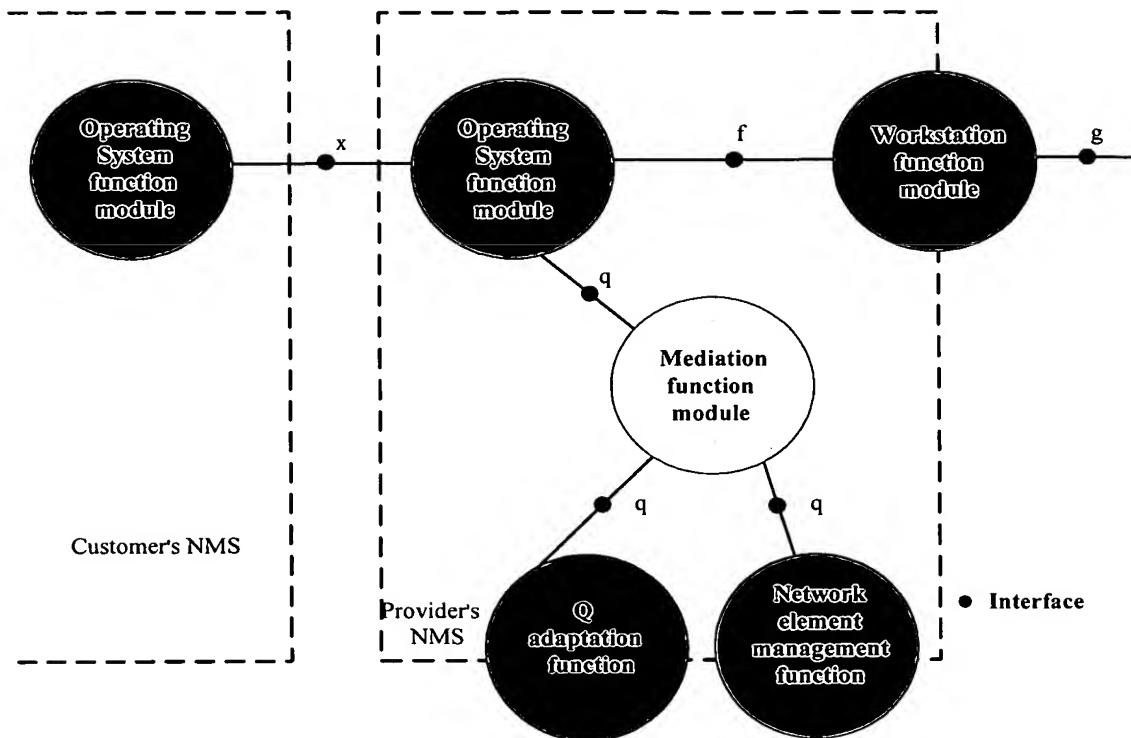 Operating
System
function
module
x
Operating
System
function
module
f
Workstation
function
module
g
q
Mediation
function
module
q
q
Customer's NMS
Provider's
NMS
Q
adaptation
function
Network
element
management
function
Interface